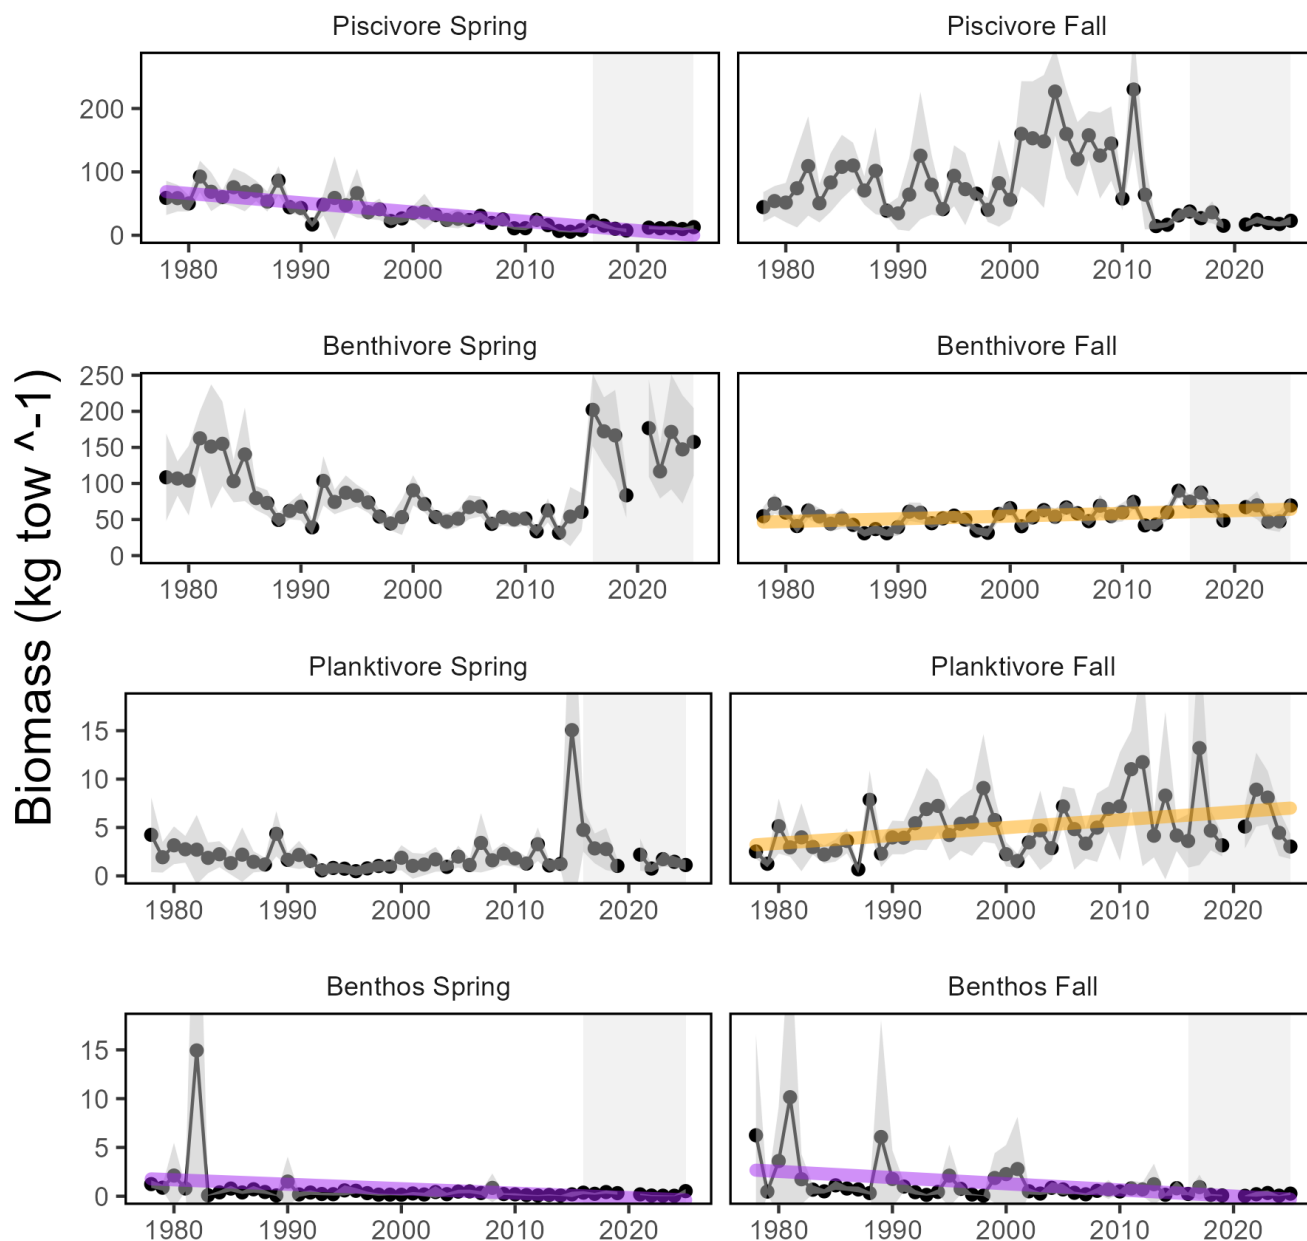 Piscivore Spring
Piscivore Fall
200
100
0
1980 1990 2000 2010 2020
1980 1990 2000 2010 2020
Benthivore Spring
Benthivore Fall
250
200
150
100
50
0
1980 1990 2000 2010 2020
1980 1990 2000 2010 2020
Biomass (kg tow ^-1)
Planktivore Spring
Planktivore Fall
15
10
5
0
1980 1990 2000 2010 2020
1980 1990 2000 2010 2020
Benthos Spring
Benthos Fall
15
10
5
0
1980 1990 2000 2010 2020
1980 1990 2000 2010 2020